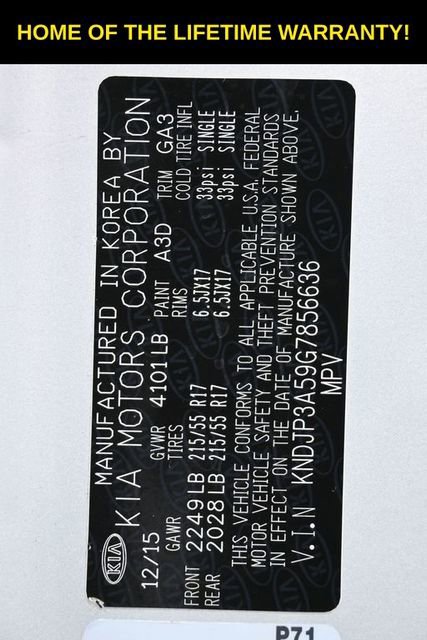 HOME OF THE LIFETIME WARRANTY!
MANUFACTURED IN KOREA BY
KIA KIA MOTORS CORPORATION
12/15 GVWR 4101LB PAINT A3D TRIM GA3
GAWR TIRES RIMS COLD TIRE INFL
FRONT 2249LB 215/55 R17 6.5JX17 33psi SINGLE
REAR 2028LB 215/55 R17 6.5JX17 33psi SINGLE
THIS VEHICLE CONFORMS TO ALL APPLICABLE U.S.A. FEDERAL
MOTOR VEHICLE SAFETY AND THEFT PREVENTION STANDARDS
IN EFFECT ON THE DATE OF MANUFACTURE SHOWN ABOVE.
V.I.N KNDJP3A59G7856636
MPV
P71